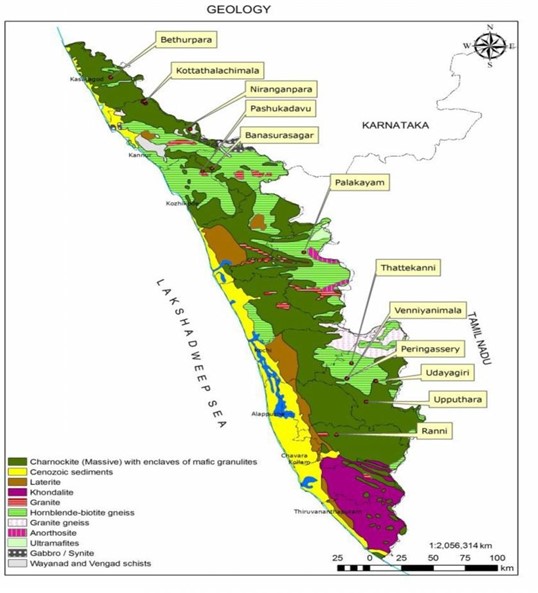 GEOLOGY
N
W E
S
Bethurpara
Kasaragod
Kottathalachimala
Niranganpara
Pashukadavu
KARNATAKA
Banasurasagar
Kannur
Palakayam
Kozhikode
Thattekanni
LAKSHADWEEP SEA
Venniyanimala
TAMIL NADU
Peringassery
Udayagiri
Upputhara
Alappuzha
Ranni
Chavara
Kollam
Thiruvananthapuram
Charnockite (Massive) with enclaves of mafic granulites
Cenozoic sediments
Laterite
Khondalite
Granite
Hornblende-biotite gneiss
Granite gneiss
Anorthosite
Ultramafites
Gabbro / Synite
Wayanad and Vengad schists
1:2,056,314 km
25 0 25 50 75 100
km